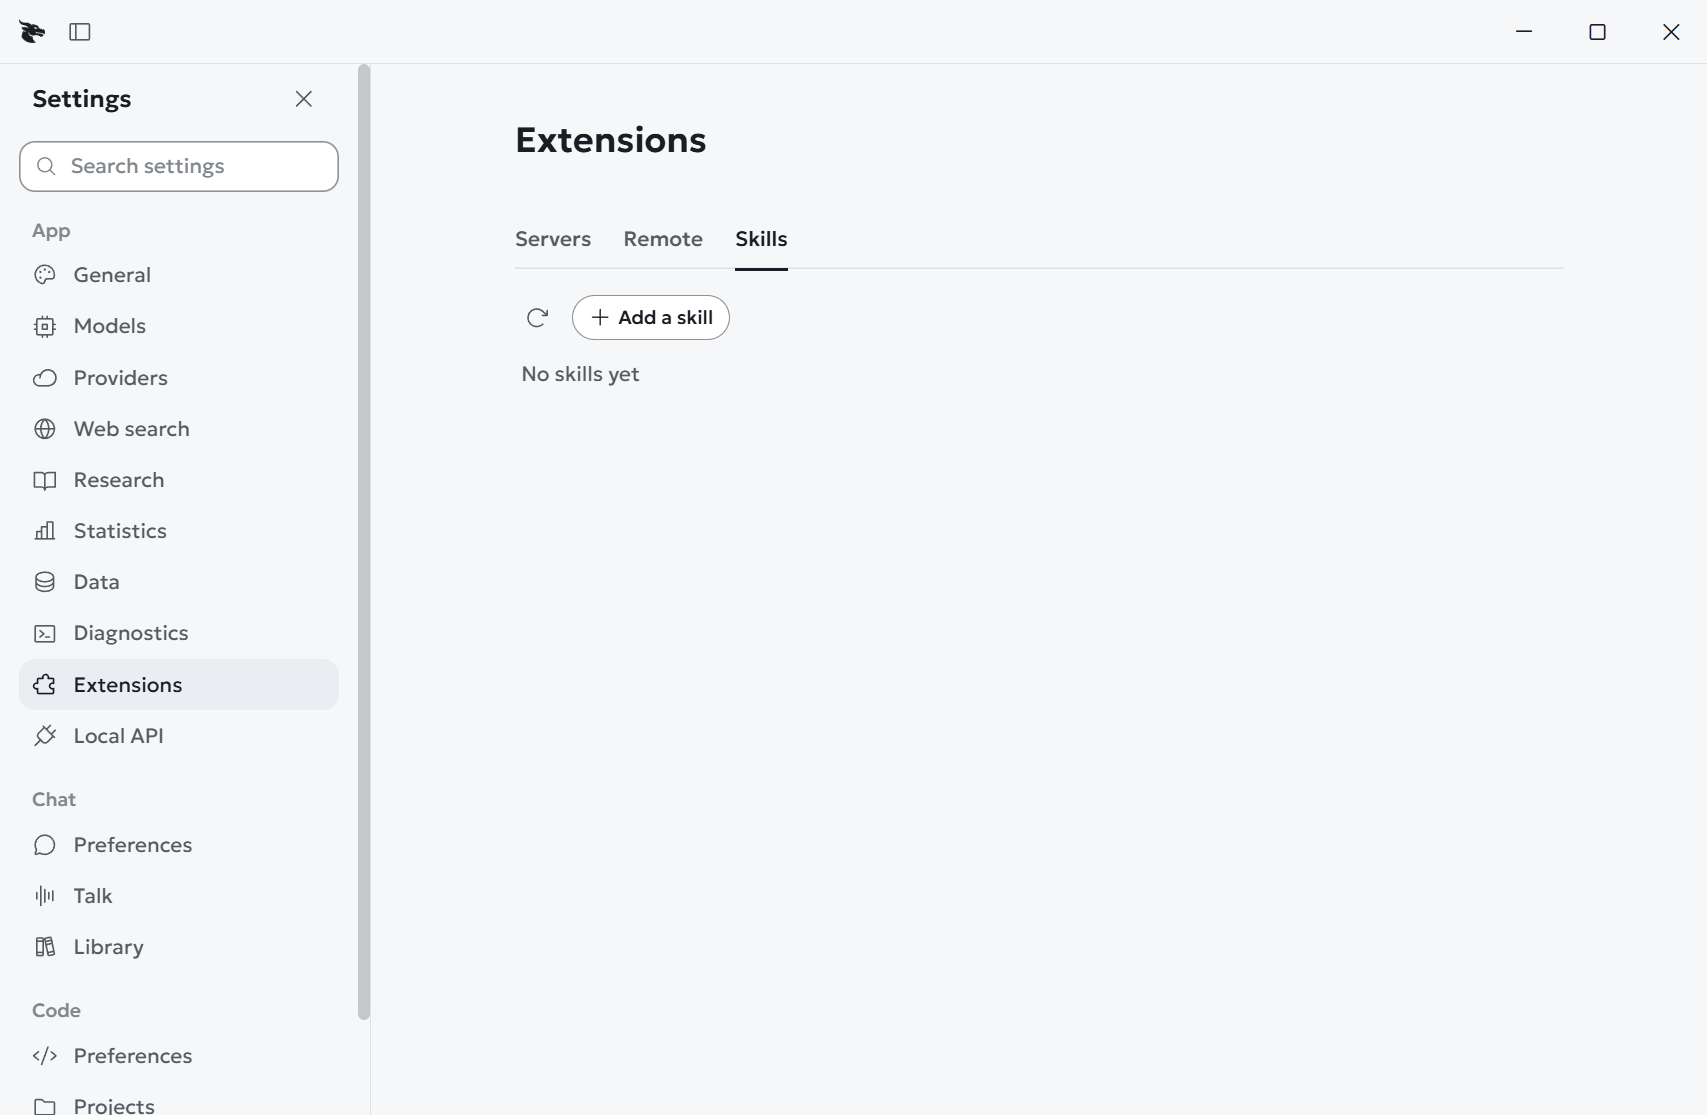 Settings
Search settings
App
General
Models
Providers
Web search
Research
Statistics
Data
Diagnostics
Extensions
Local API
Chat
Preferences
Talk
Library
Code
Preferences
Projects
Extensions
Servers Remote Skills
Add a skill
No skills yet